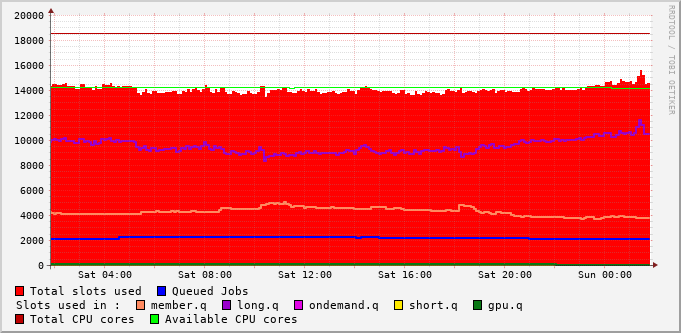 20000
18000
16000
14000
12000
10000
8000
6000
4000
2000
0
Sat 04:00 Sat 08:00 Sat 12:00 Sat 16:00 Sat 20:00 Sun 00:00
Total slots used Queued Jobs
Slots used in : member.q long.q ondemand.q short.q gpu.q
Total CPU cores Available CPU cores
RRDTOOL / TOBI OETIKER